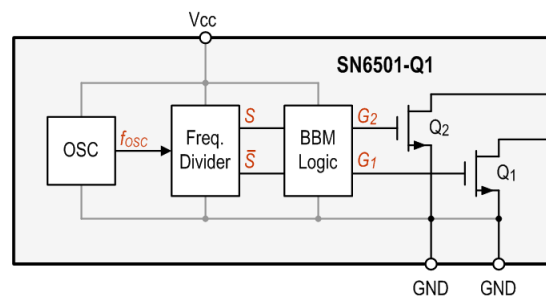 Vcc
SN6501-Q1
OSC
fOSC
Freq.
Divider
S
S̅
BBM
Logic
G2
G1
Q2
Q1
GND
GND